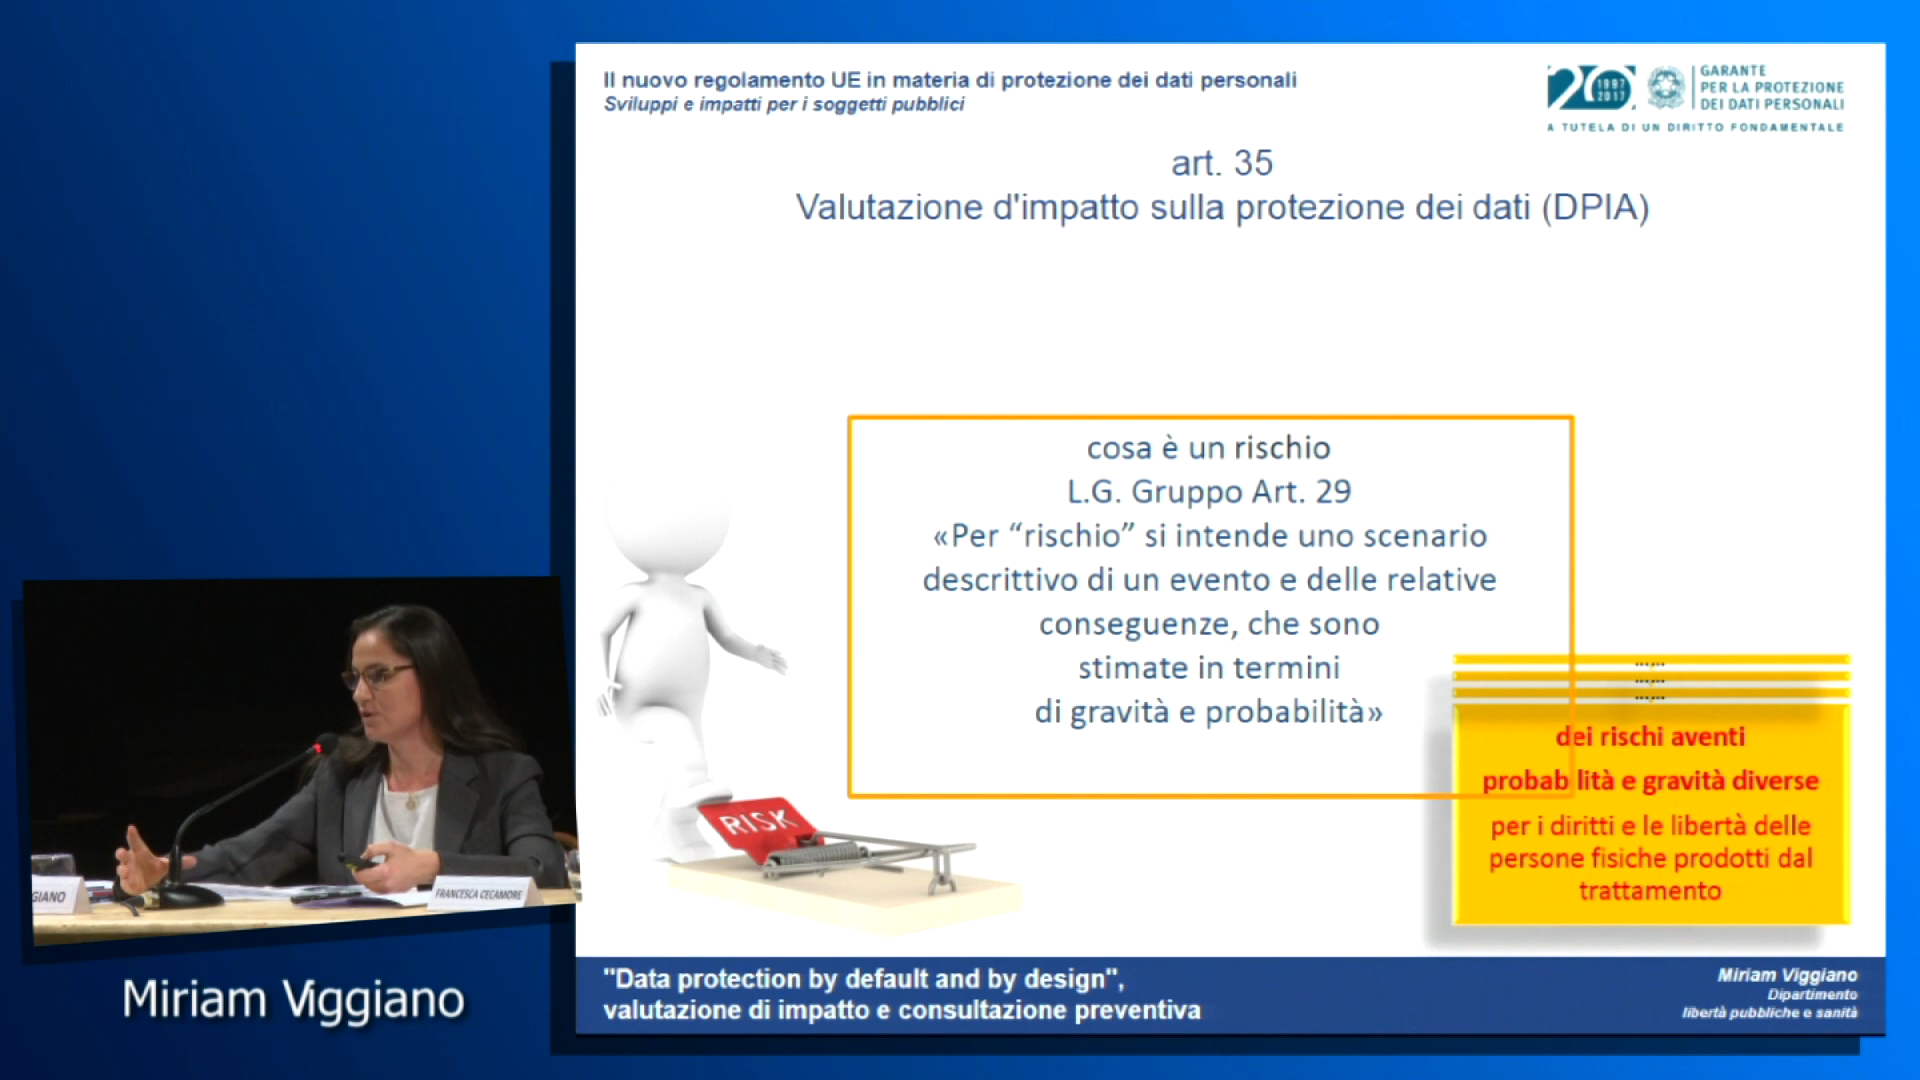 Il nuovo regolamento UE in materia di protezione dei dati personali
Sviluppi e impatti per i soggetti pubblici
20
1997
2017
GARANTE
PER LA PROTEZIONE
DEI DATI PERSONALI
A TUTELA DI UN DIRITTO FONDAMENTALE
art. 35
Valutazione d'impatto sulla protezione dei dati (DPIA)
cosa è un rischio
L.G. Gruppo Art. 29
«Per “rischio” si intende uno scenario
descrittivo di un evento e delle relative
conseguenze, che sono
stimate in termini
di gravità e probabilità»
dei rischi aventi
probabilità e gravità diverse
per i diritti e le libertà delle
persone fisiche prodotti dal
trattamento
RISK
GIANO
FRANCESCA CECAMORE
Miriam Viggiano
"Data protection by default and by design",
valutazione di impatto e consultazione preventiva
Miriam Viggiano
Dipartimento
libertà pubbliche e sanità